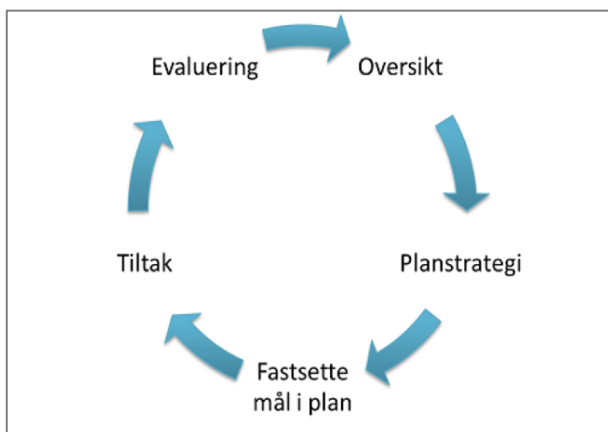 Evaluering
Oversikt
Planstrategi
Fastsette
mål i plan
Tiltak